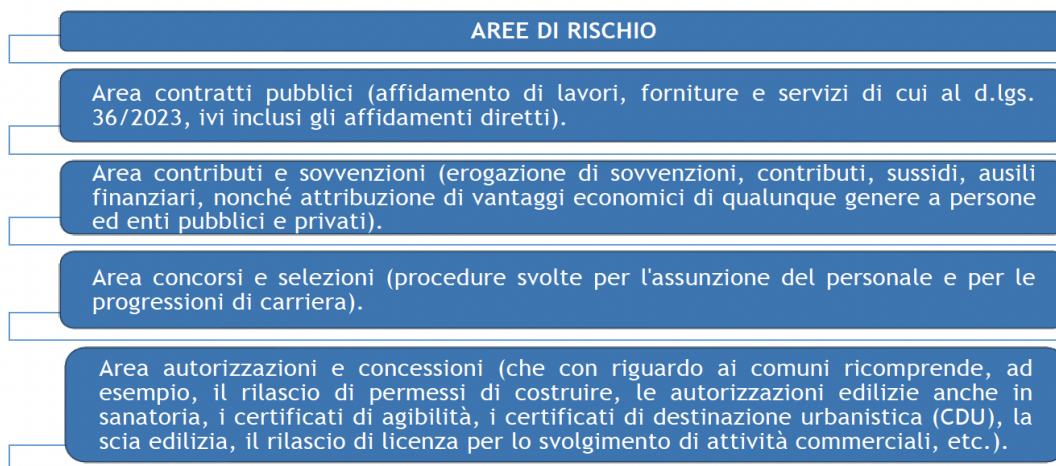 AREE DI RISCHIO
Area contratti pubblici (affidamento di lavori, forniture e servizi di cui al d.lgs.
36/2023, ivi inclusi gli affidamenti diretti).
Area contributi e sovvenzioni (erogazione di sovvenzioni, contributi, sussidi, ausili
finanziari, nonché attribuzione di vantaggi economici di qualunque genere a persone
ed enti pubblici e privati).
Area concorsi e selezioni (procedure svolte per l'assunzione del personale e per le
progressioni di carriera).
Area autorizzazioni e concessioni (che con riguardo ai comuni ricomprende, ad
esempio, il rilascio di permessi di costruire, le autorizzazioni edilizie anche in
sanatoria, i certificati di agibilità, i certificati di destinazione urbanistica (CDU), la
scia edilizia, il rilascio di licenza per lo svolgimento di attività commerciali, etc.).